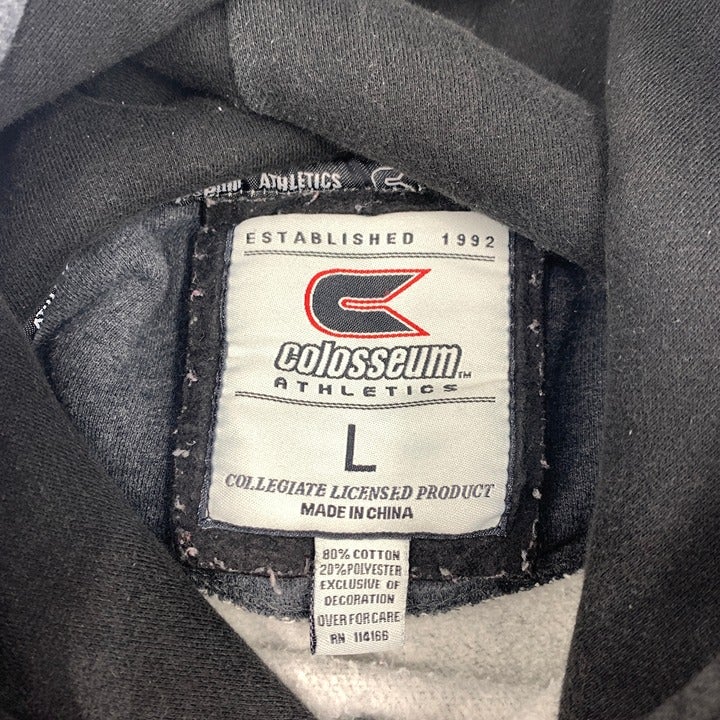 ATHLETICS
ESTABLISHED 1992
colosseum™
ATHLETICS
L
COLLEGIATE LICENSED PRODUCT
MADE IN CHINA
80% COTTON
20% POLYESTER
EXCLUSIVE OF
DECORATION
OVER FOR CARE
RN 114166